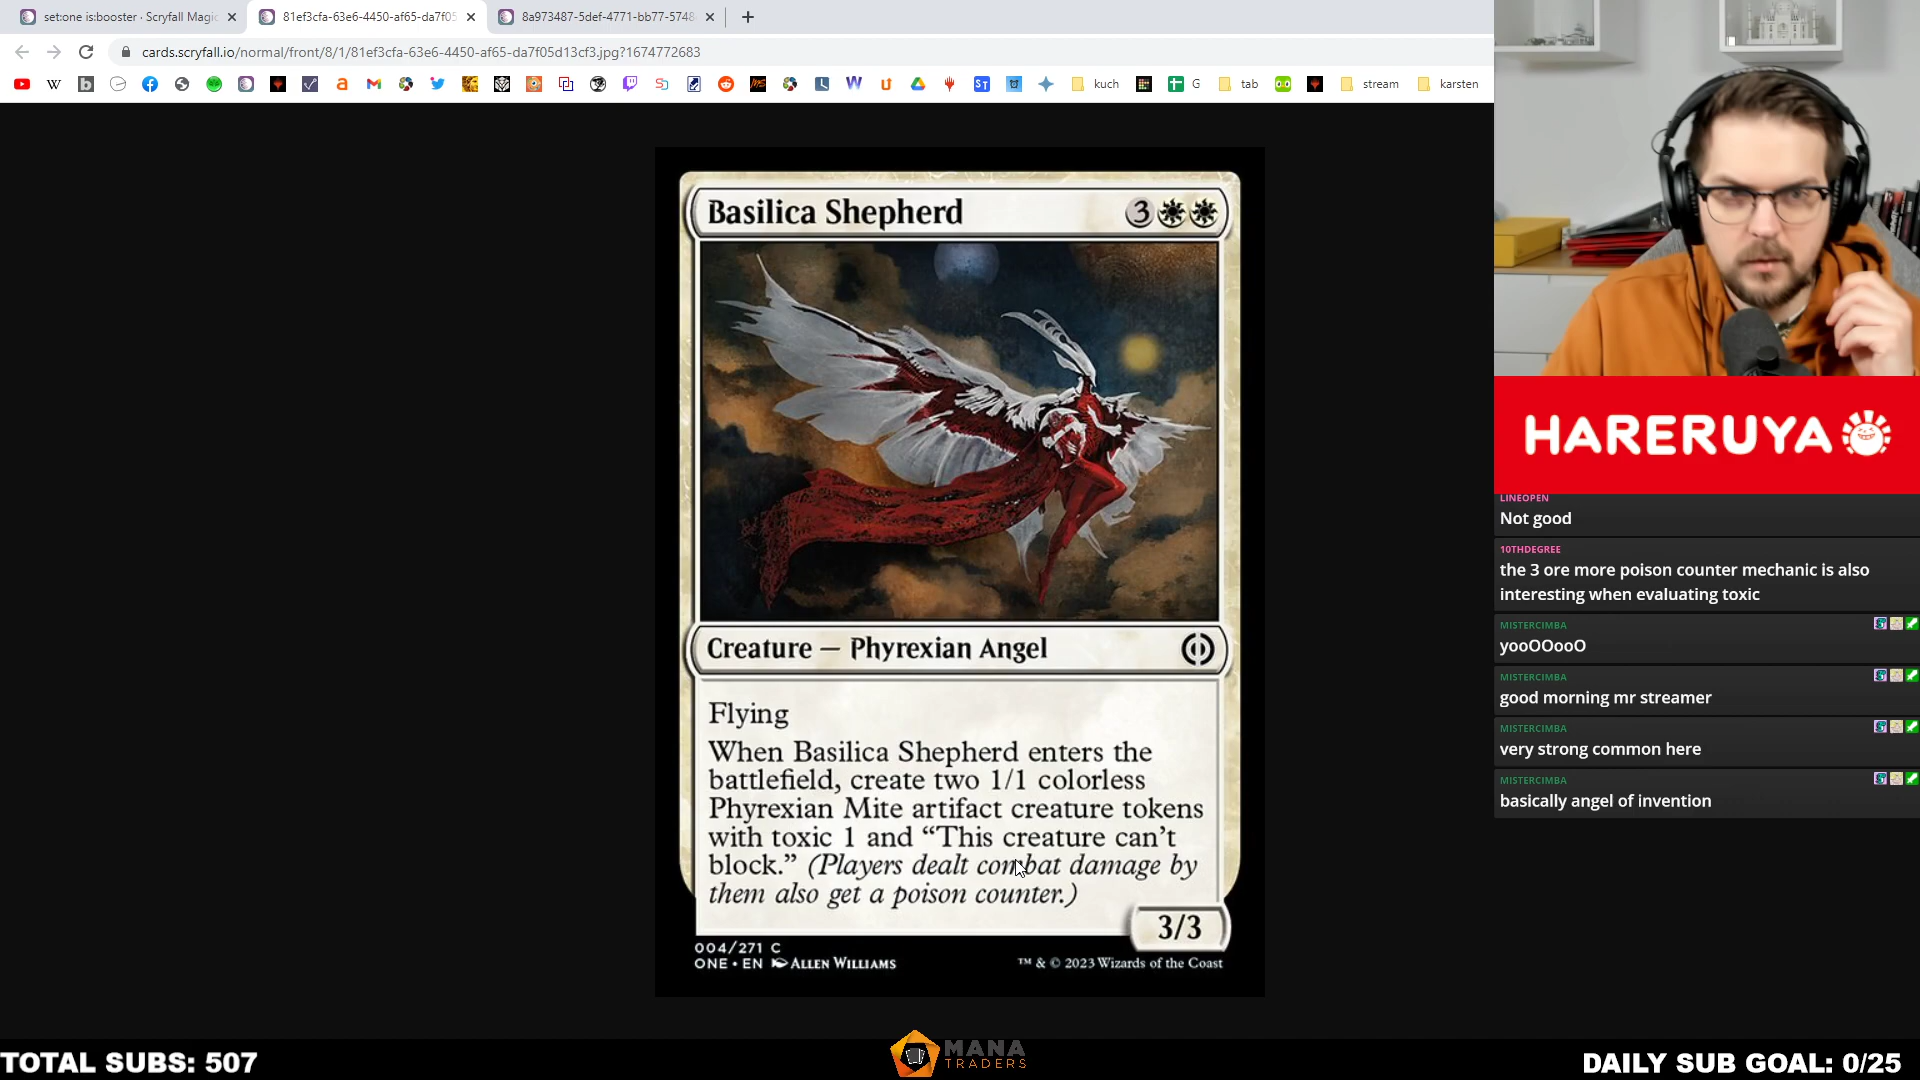 set:one is:booster · Scryfall Magic
81ef3cfa-63e6-4450-af65-da7f05
8a973487-5def-4771-bb77-5748
cards.scryfall.io/normal/front/8/1/81ef3cfa-63e6-4450-af65-da7f05d13cf3.jpg?1674772683
kuch
G
tab
stream
karsten
Basilica Shepherd
3
Creature — Phyrexian Angel
Flying
When Basilica Shepherd enters the
battlefield, create two 1/1 colorless
Phyrexian Mite artifact creature tokens
with toxic 1 and “This creature can’t
block.” (Players dealt combat damage by
them also get a poison counter.)
3/3
004/271 C
ONE • EN ALLEN WILLIAMS
™ & © 2023 Wizards of the Coast
HARERUYA
LINEOPEN
Not good
10THDEGREE
the 3 ore more poison counter mechanic is also
interesting when evaluating toxic
MISTERCIMBA
yooOOooO
MISTERCIMBA
good morning mr streamer
MISTERCIMBA
very strong common here
MISTERCIMBA
basically angel of invention
TOTAL SUBS: 507
MANA
TRADERS
DAILY SUB GOAL: 0/25